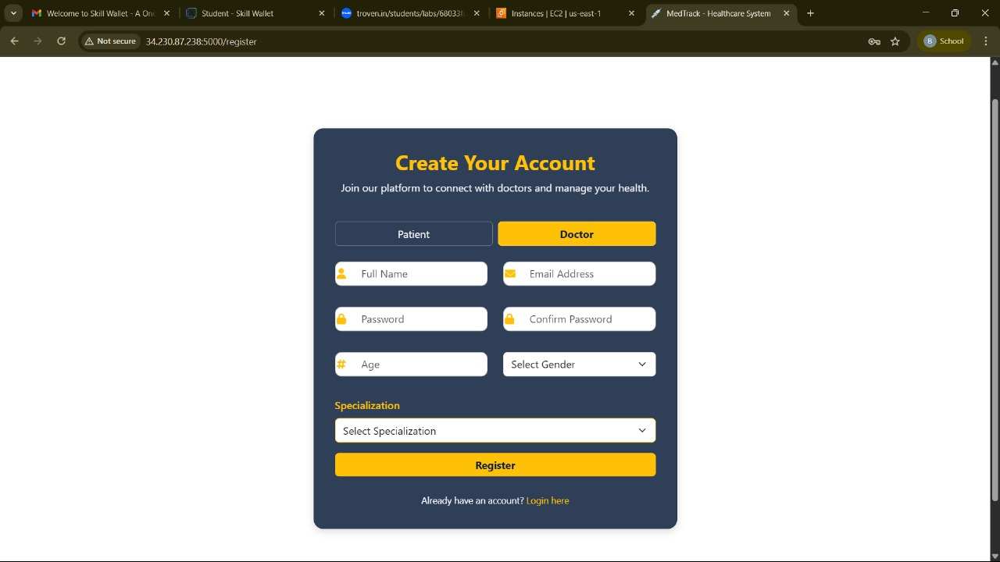 Welcome to Skill Wallet - A One
Student - Skill Wallet
troven.in/students/labs/68033f
Instances | EC2 | us-east-1
MedTrack - Healthcare System
Not secure
34.230.87.238:5000/register
B
School
Create Your Account
Join our platform to connect with doctors and manage your health.
Patient
Doctor
Full Name
Email Address
Password
Confirm Password
# Age
Select Gender
Specialization
Select Specialization
Register
Already have an account? Login here